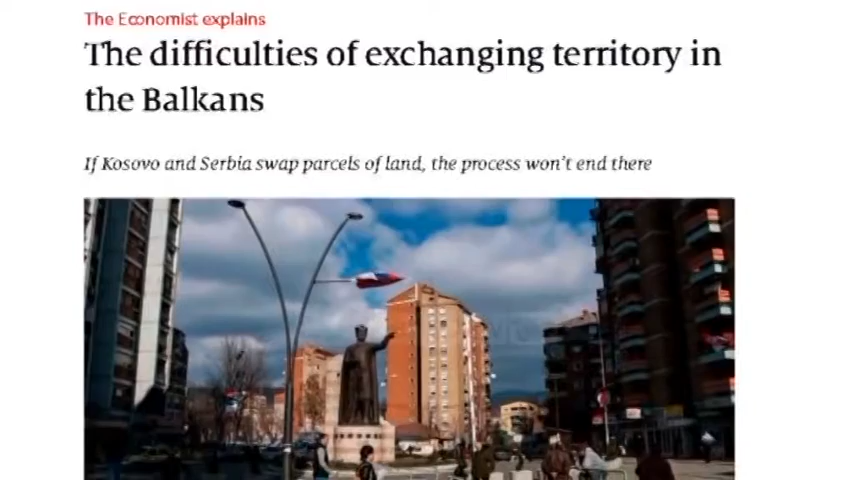 The Economist explains
The difficulties of exchanging territory in
the Balkans
If Kosovo and Serbia swap parcels of land, the process won't end there